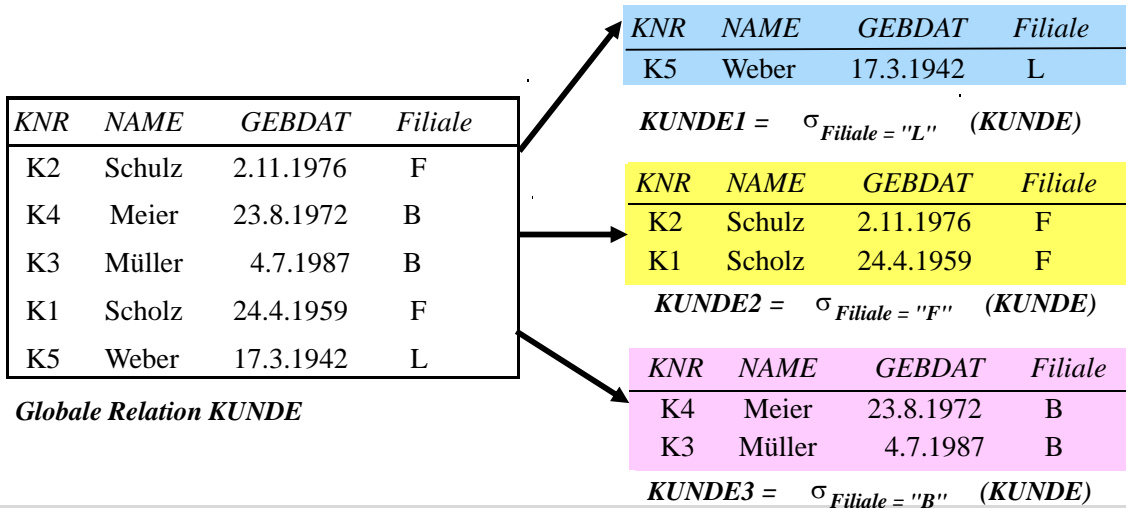 KNR NAME GEBDAT Filiale
K2 Schulz 2.11.1976 F
K4 Meier 23.8.1972 B
K3 Müller 4.7.1987 B
K1 Scholz 24.4.1959 F
K5 Weber 17.3.1942 L
Globale Relation KUNDE
KNR NAME GEBDAT Filiale
K5 Weber 17.3.1942 L
KUNDE1 = σ Filiale = "L" (KUNDE)
KNR NAME GEBDAT Filiale
K2 Schulz 2.11.1976 F
K1 Scholz 24.4.1959 F
KUNDE2 = σ Filiale = "F" (KUNDE)
KNR NAME GEBDAT Filiale
K4 Meier 23.8.1972 B
K3 Müller 4.7.1987 B
KUNDE3 = σ Filiale = "B" (KUNDE)